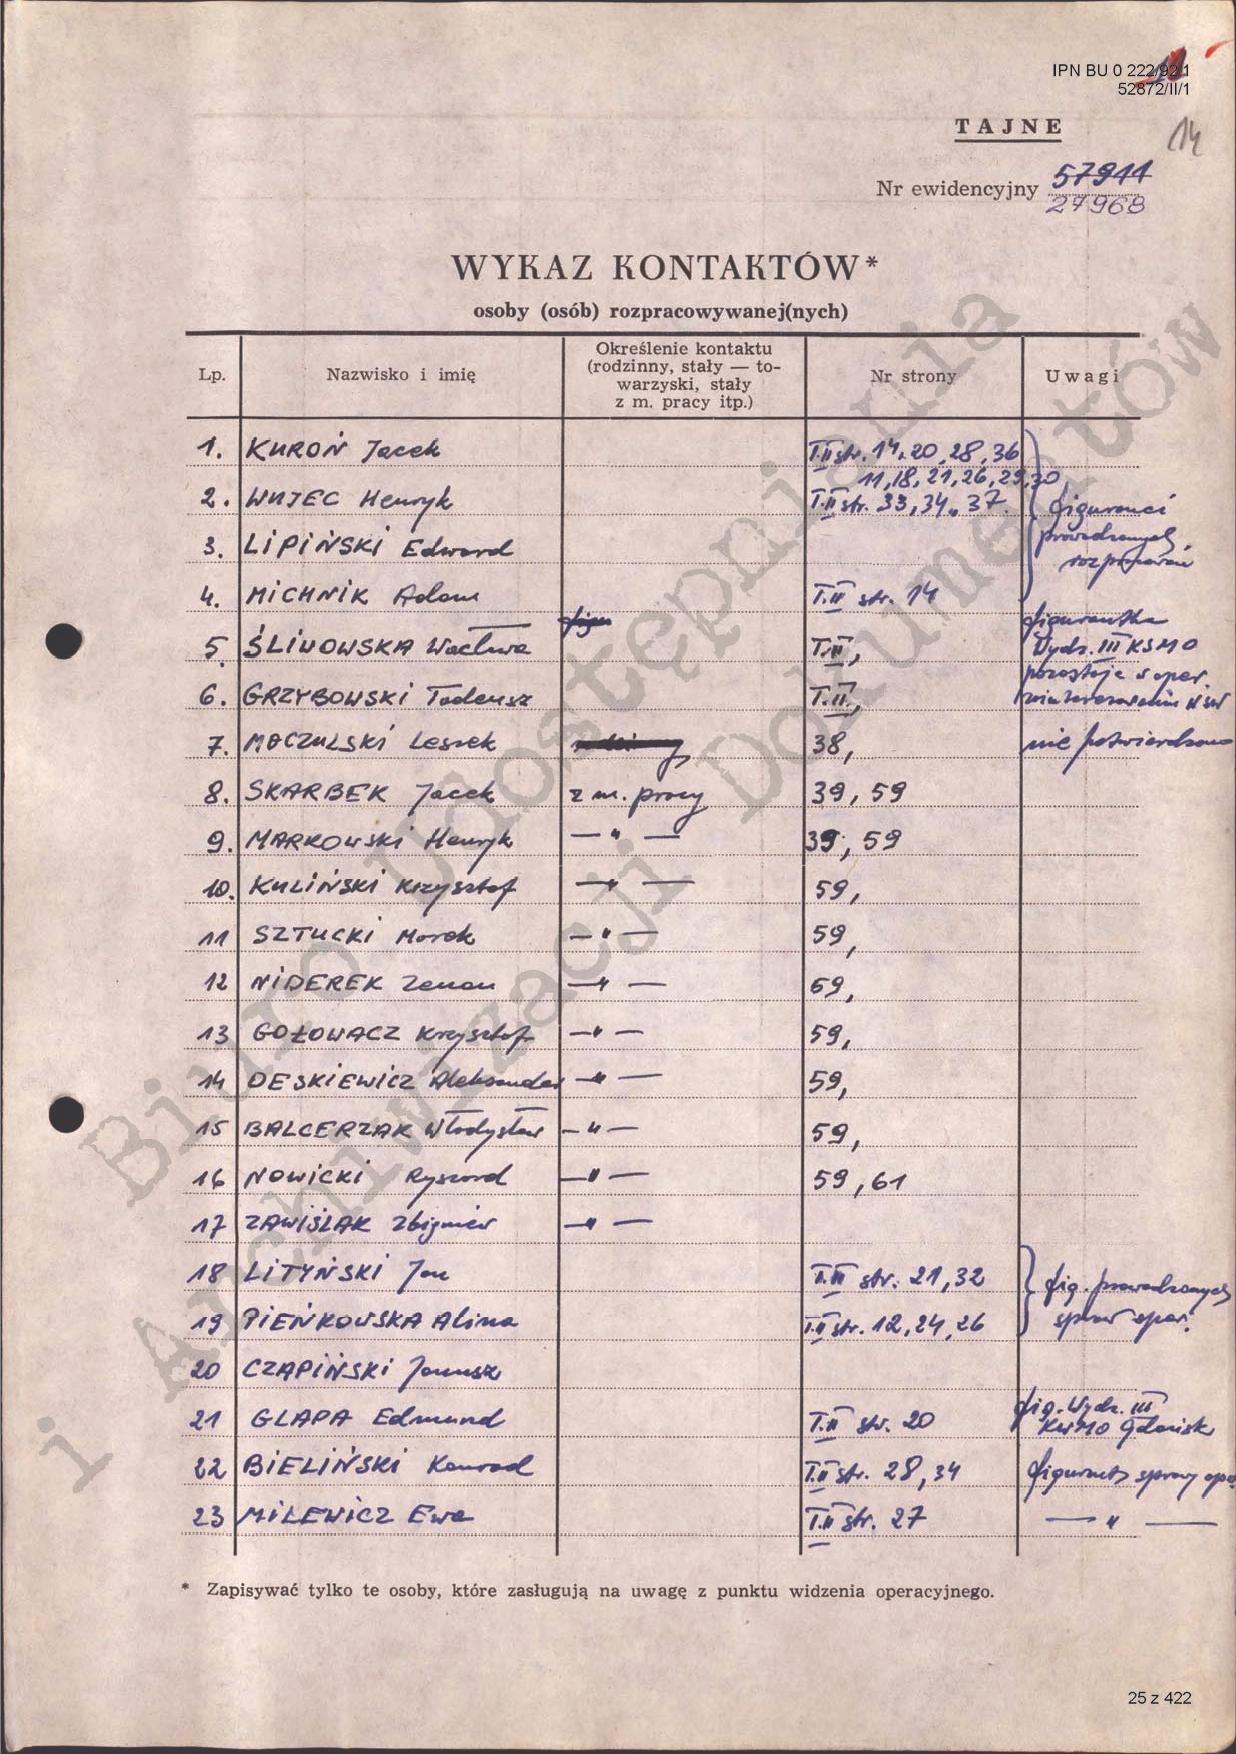 IPN BU 0 222/92/1
52872/II/1
TAJNE
14
Nr ewidencyjny 57911
27968
WYKAZ KONTAKTÓW*
osoby (osób) rozpracowywanej(nych)
Lp.
Nazwisko i imię
Określenie kontaktu
(rodzinny, stały — to-
warzyski, stały
z m. pracy itp.)
Nr strony
Uwagi
1. KUROŃ Jacek T.II str. 14, 20, 28, 36
11, 18, 21, 26, 29, 30
2. WUJEC Henryk T.II str. 33, 34, 37. figuranci
3. LIPIŃSKI Edward prowadzonych
rozpracowań
4. MICHNIK Adam T.II str. 14
figurantka
5. ŚLIWOWSKA Wacława T.II, Wydz. III KSMO
pozostaje w oper.
6. GRZYBOWSKI Tadeusz T.II, zainteresowaniu
7. MOCZULSKI Leszek 38, nie potwierdzono
8. SKARBEK Jacek z m. pracy 39, 59
9. MARKOWSKI Henryk — " — 39, 59
10. KULIŃSKI Krzysztof — " — 59,
11 SZTUCKI Marek — " — 59,
12 NIDEREK Zenon — " — 59,
13 GOŁOWACZ Krzysztof — " — 59,
14 DESKIEWICZ Aleksander — " — 59,
15 BALCERZAK Władysław — " — 59,
16 NOWICKI Ryszard — " — 59, 61
17 ZAWIŚLAK Zbigniew — " —
18 LITYŃSKI Jan T.II str. 21, 32 fig. prowadzonych
19 PIEŃKOWSKA Alina T.II str. 12, 24, 26 spraw oper.
20 CZAPIŃSKI Janusz
21 GLAPA Edmund T.II str. 20 fig. Wydz. III
KWMO Gdańsk
22 BIELIŃSKI Konrad T.II str. 28, 34 figurant sprawy oper.
23 MILEWICZ Ewa T.II str. 27 — " —
* Zapisywać tylko te osoby, które zasługują na uwagę z punktu widzenia operacyjnego.
Biuro Udostępniania
i Archiwizacji Dokumentów
25 z 422